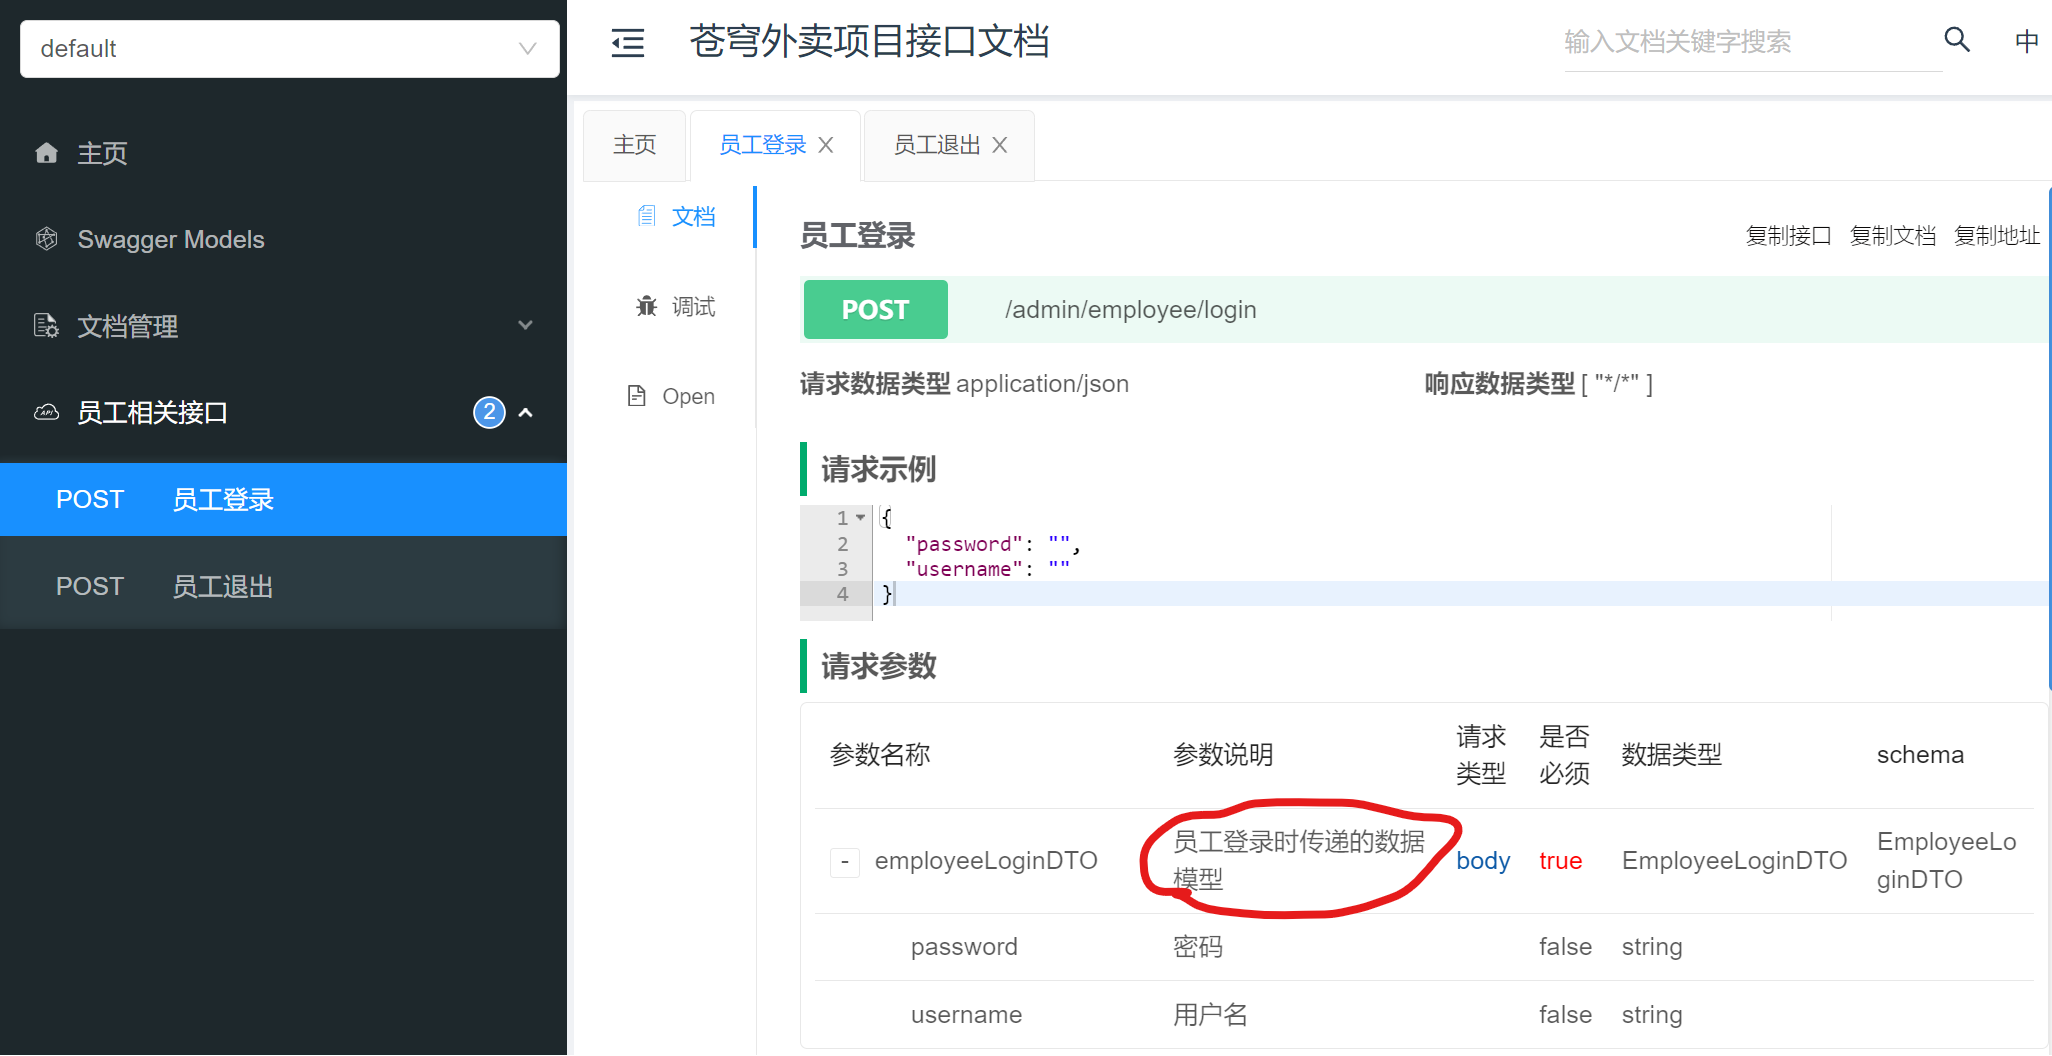 default
主页
Swagger Models
文档管理
员工相关接口 2
POST 员工登录
POST 员工退出
苍穹外卖项目接口文档
输入文档关键字搜索
中
主页
员工登录
员工退出
文档
调试
Open
员工登录
复制接口 复制文档 复制地址
POST /admin/employee/login
请求数据类型 application/json
响应数据类型 [ "*/*" ]
请求示例
1 {
2 "password": "",
3 "username": ""
4 }
请求参数
参数名称 参数说明 请求类型 是否必须 数据类型 schema
- employeeLoginDTO 员工登录时传递的数据模型 body true EmployeeLoginDTO EmployeeLoginDTO
password 密码 false string
username 用户名 false string